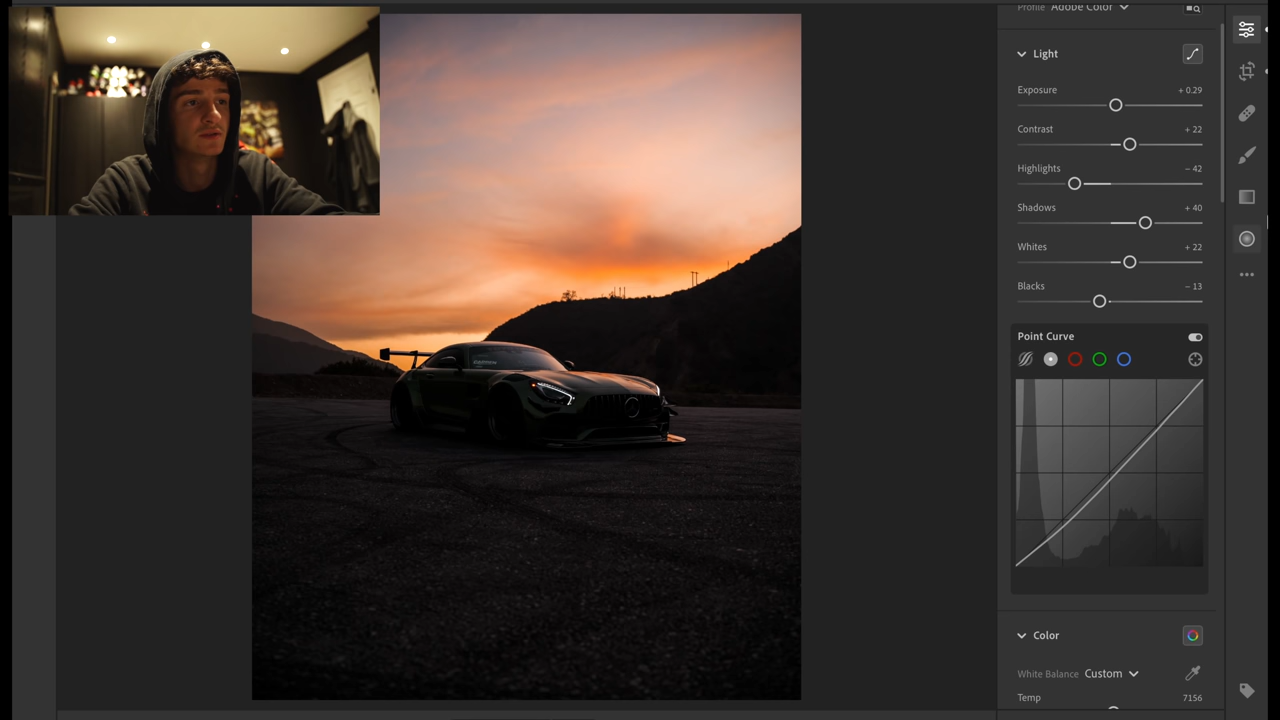 Profile Adobe Color
Light
Exposure + 0.29
Contrast + 22
Highlights − 42
Shadows + 40
Whites + 22
Blacks − 13
Point Curve
Color
White Balance Custom
Temp 7156